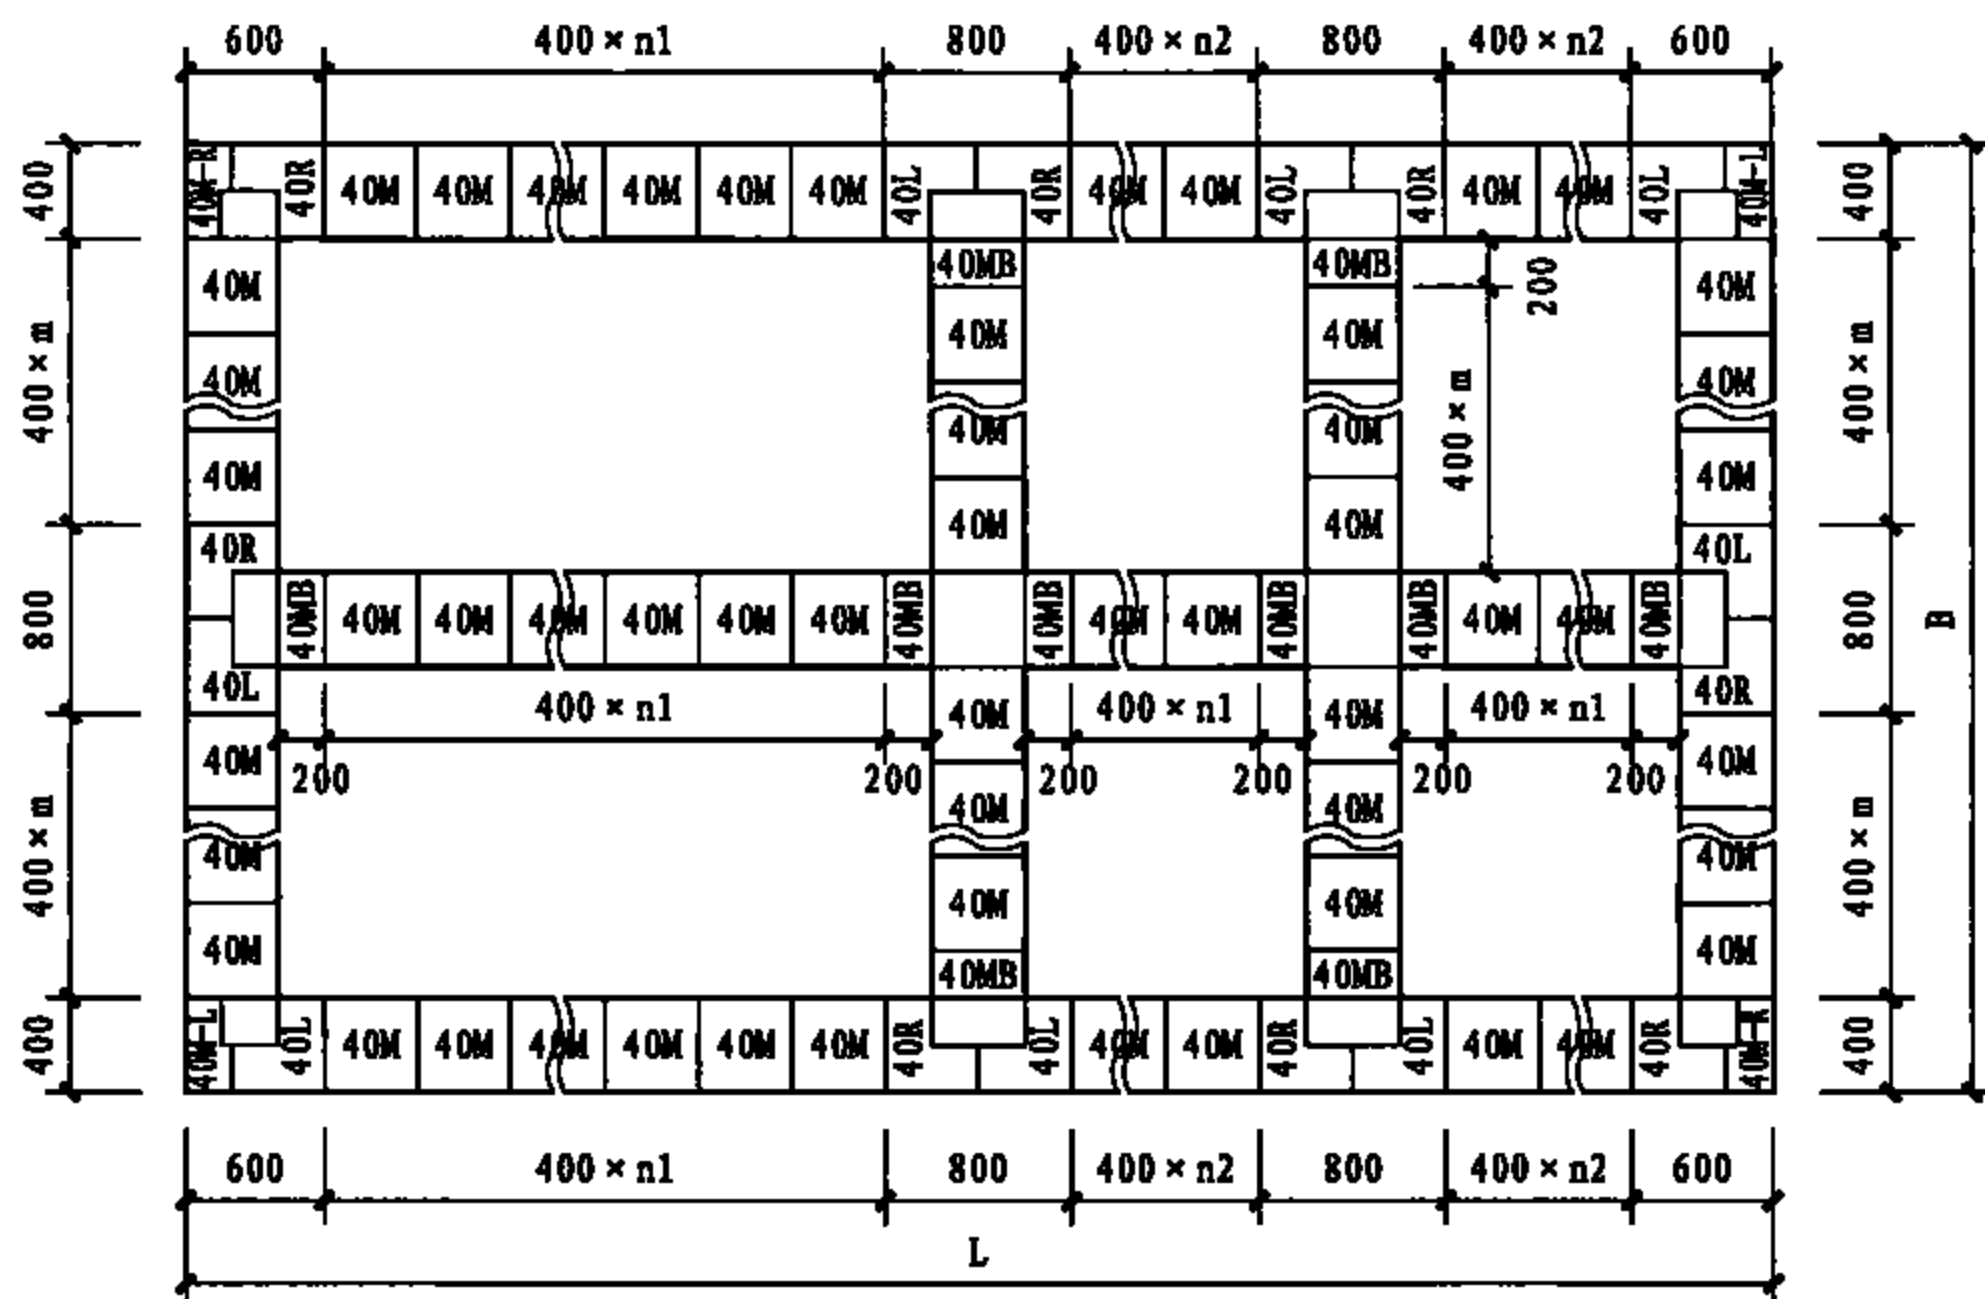 600 400×n1 800 400×n2 800 400×n2 600
400 40M-R 40R 40M 40M 40M 40M 40M 40M 40L 40R 40M 40M 40L 40R 40M 40M 40L 40M-L 400
40M 40MB 40MB 200 40M
40M 40M
400×m 40M 400×m 40M 400×m
40M 40M
40M 40M 40M 40M
40R 40L
800 40MB 40M 40M 40M 40M 40M 40M 40MB 40MB 40M 40M 40MB 40MB 40M 40M 40MB 800 B
40L 40R
400×n1 40M 400×n1 40M 400×n1
40M 200 200 200 200 200 200 40M
40M 40M
400×m 40M 40M 400×m
40M 40M
40M 40MB 40MB 40M
400 40M-L 40L 40M 40M 40M 40M 40M 40M 40R 40L 40M 40M 40R 40L 40M 40M 40R 40M-R 400
600 400×n1 800 400×n2 800 400×n2 600
L